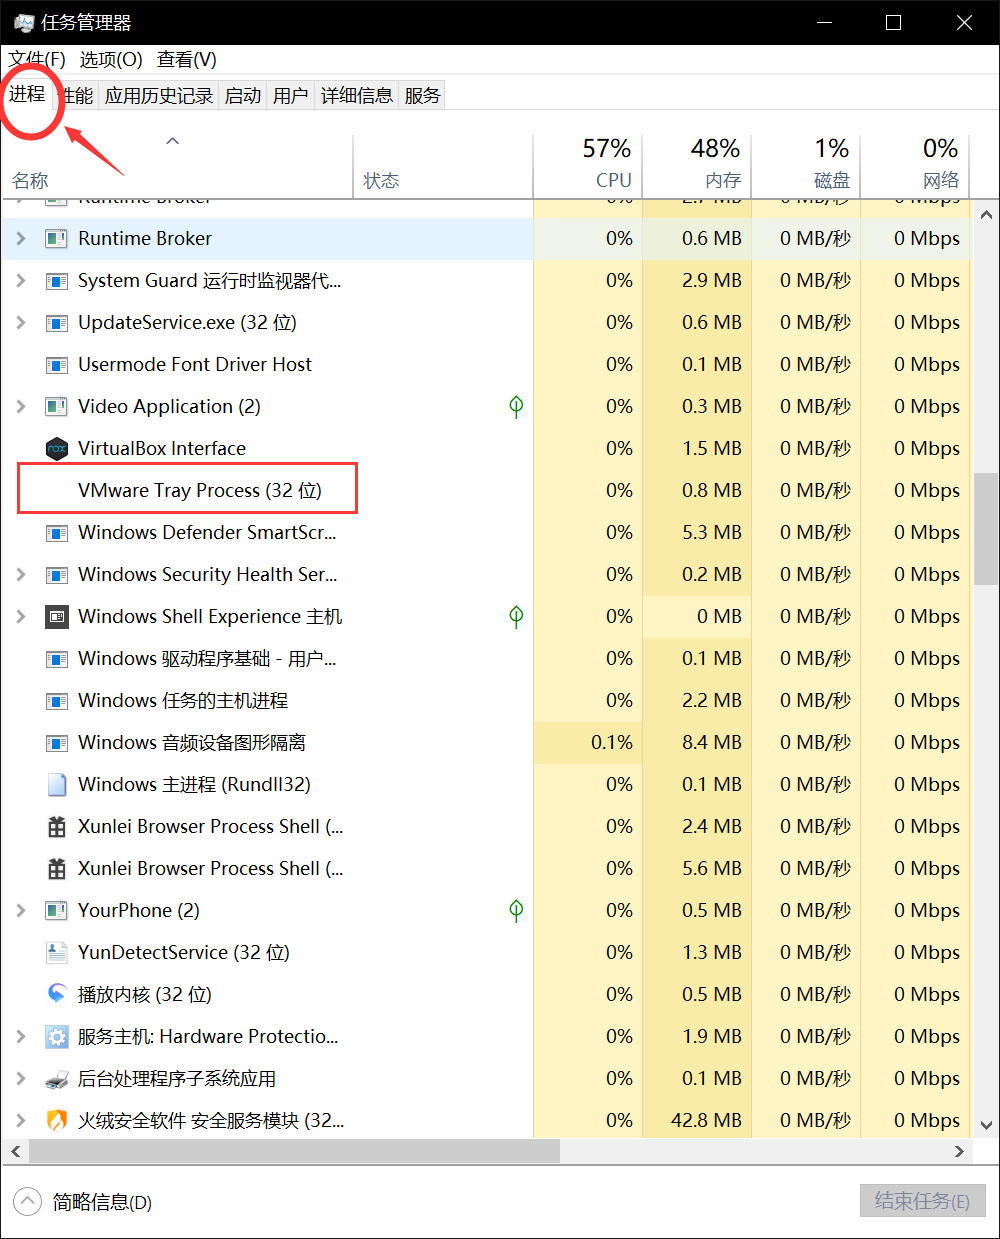 任务管理器
文件(F) 选项(O) 查看(V)
进程 性能 应用历史记录 启动 用户 详细信息 服务
57% 48% 1% 0%
名称 状态 CPU 内存 磁盘 网络
Runtime Broker 0% 2.7 MB 0 MB/秒 0 Mbps
Runtime Broker 0% 0.6 MB 0 MB/秒 0 Mbps
System Guard 运行时监视器代... 0% 2.9 MB 0 MB/秒 0 Mbps
UpdateService.exe (32 位) 0% 0.6 MB 0 MB/秒 0 Mbps
Usermode Font Driver Host 0% 0.1 MB 0 MB/秒 0 Mbps
Video Application (2) 0% 0.3 MB 0 MB/秒 0 Mbps
VirtualBox Interface 0% 1.5 MB 0 MB/秒 0 Mbps
VMware Tray Process (32 位) 0% 0.8 MB 0 MB/秒 0 Mbps
Windows Defender SmartScr... 0% 5.3 MB 0 MB/秒 0 Mbps
Windows Security Health Ser... 0% 0.2 MB 0 MB/秒 0 Mbps
Windows Shell Experience 主机 0% 0 MB 0 MB/秒 0 Mbps
Windows 驱动程序基础 - 用户... 0% 0.1 MB 0 MB/秒 0 Mbps
Windows 任务的主机进程 0% 2.2 MB 0 MB/秒 0 Mbps
Windows 音频设备图形隔离 0.1% 8.4 MB 0 MB/秒 0 Mbps
Windows 主进程 (Rundll32) 0% 0.1 MB 0 MB/秒 0 Mbps
Xunlei Browser Process Shell (... 0% 2.4 MB 0 MB/秒 0 Mbps
Xunlei Browser Process Shell (... 0% 5.6 MB 0 MB/秒 0 Mbps
YourPhone (2) 0% 0.5 MB 0 MB/秒 0 Mbps
YunDetectService (32 位) 0% 1.3 MB 0 MB/秒 0 Mbps
播放内核 (32 位) 0% 0.5 MB 0 MB/秒 0 Mbps
服务主机: Hardware Protectio... 0% 1.9 MB 0 MB/秒 0 Mbps
后台处理程序子系统应用 0% 0.1 MB 0 MB/秒 0 Mbps
火绒安全软件 安全服务模块 (32... 0% 42.8 MB 0 MB/秒 0 Mbps
简略信息(D) 结束任务(E)